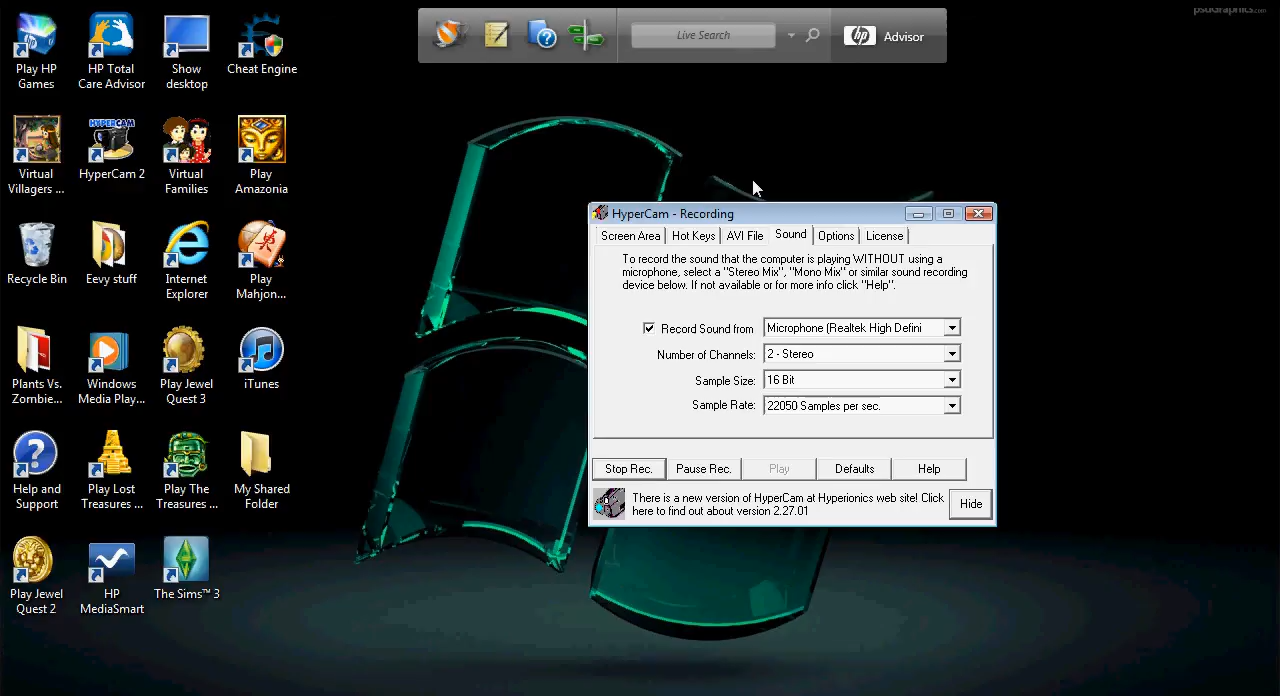 psdGraphics.com
Live Search
hp
Advisor
Play HP
Games
HP Total
Care Advisor
Show
desktop
Cheat Engine
Virtual
Villagers ...
HYPERCAM
HyperCam 2
Virtual
Families
Play
Amazonia
Recycle Bin
Eevy stuff
Internet
Explorer
Play
Mahjon...
Plants Vs.
Zombie...
Windows
Media Play...
Play Jewel
Quest 3
iTunes
Help and
Support
Play Lost
Treasures ...
Play The
Treasures ...
My Shared
Folder
Play Jewel
Quest 2
HP
MediaSmart
The Sims™ 3
HyperCam - Recording
Screen Area
Hot Keys
AVI File
Sound
Options
License
To record the sound that the computer is playing WITHOUT using a
microphone, select a "Stereo Mix", "Mono Mix" or similar sound recording
device below. If not available or for more info click "Help".
Record Sound from
Microphone (Realtek High Defini
Number of Channels:
2 - Stereo
Sample Size:
16 Bit
Sample Rate:
22050 Samples per sec.
Stop Rec.
Pause Rec.
Play
Defaults
Help
There is a new version of HyperCam at Hyperionics web site! Click
here to find out about version 2.27.01
Hide